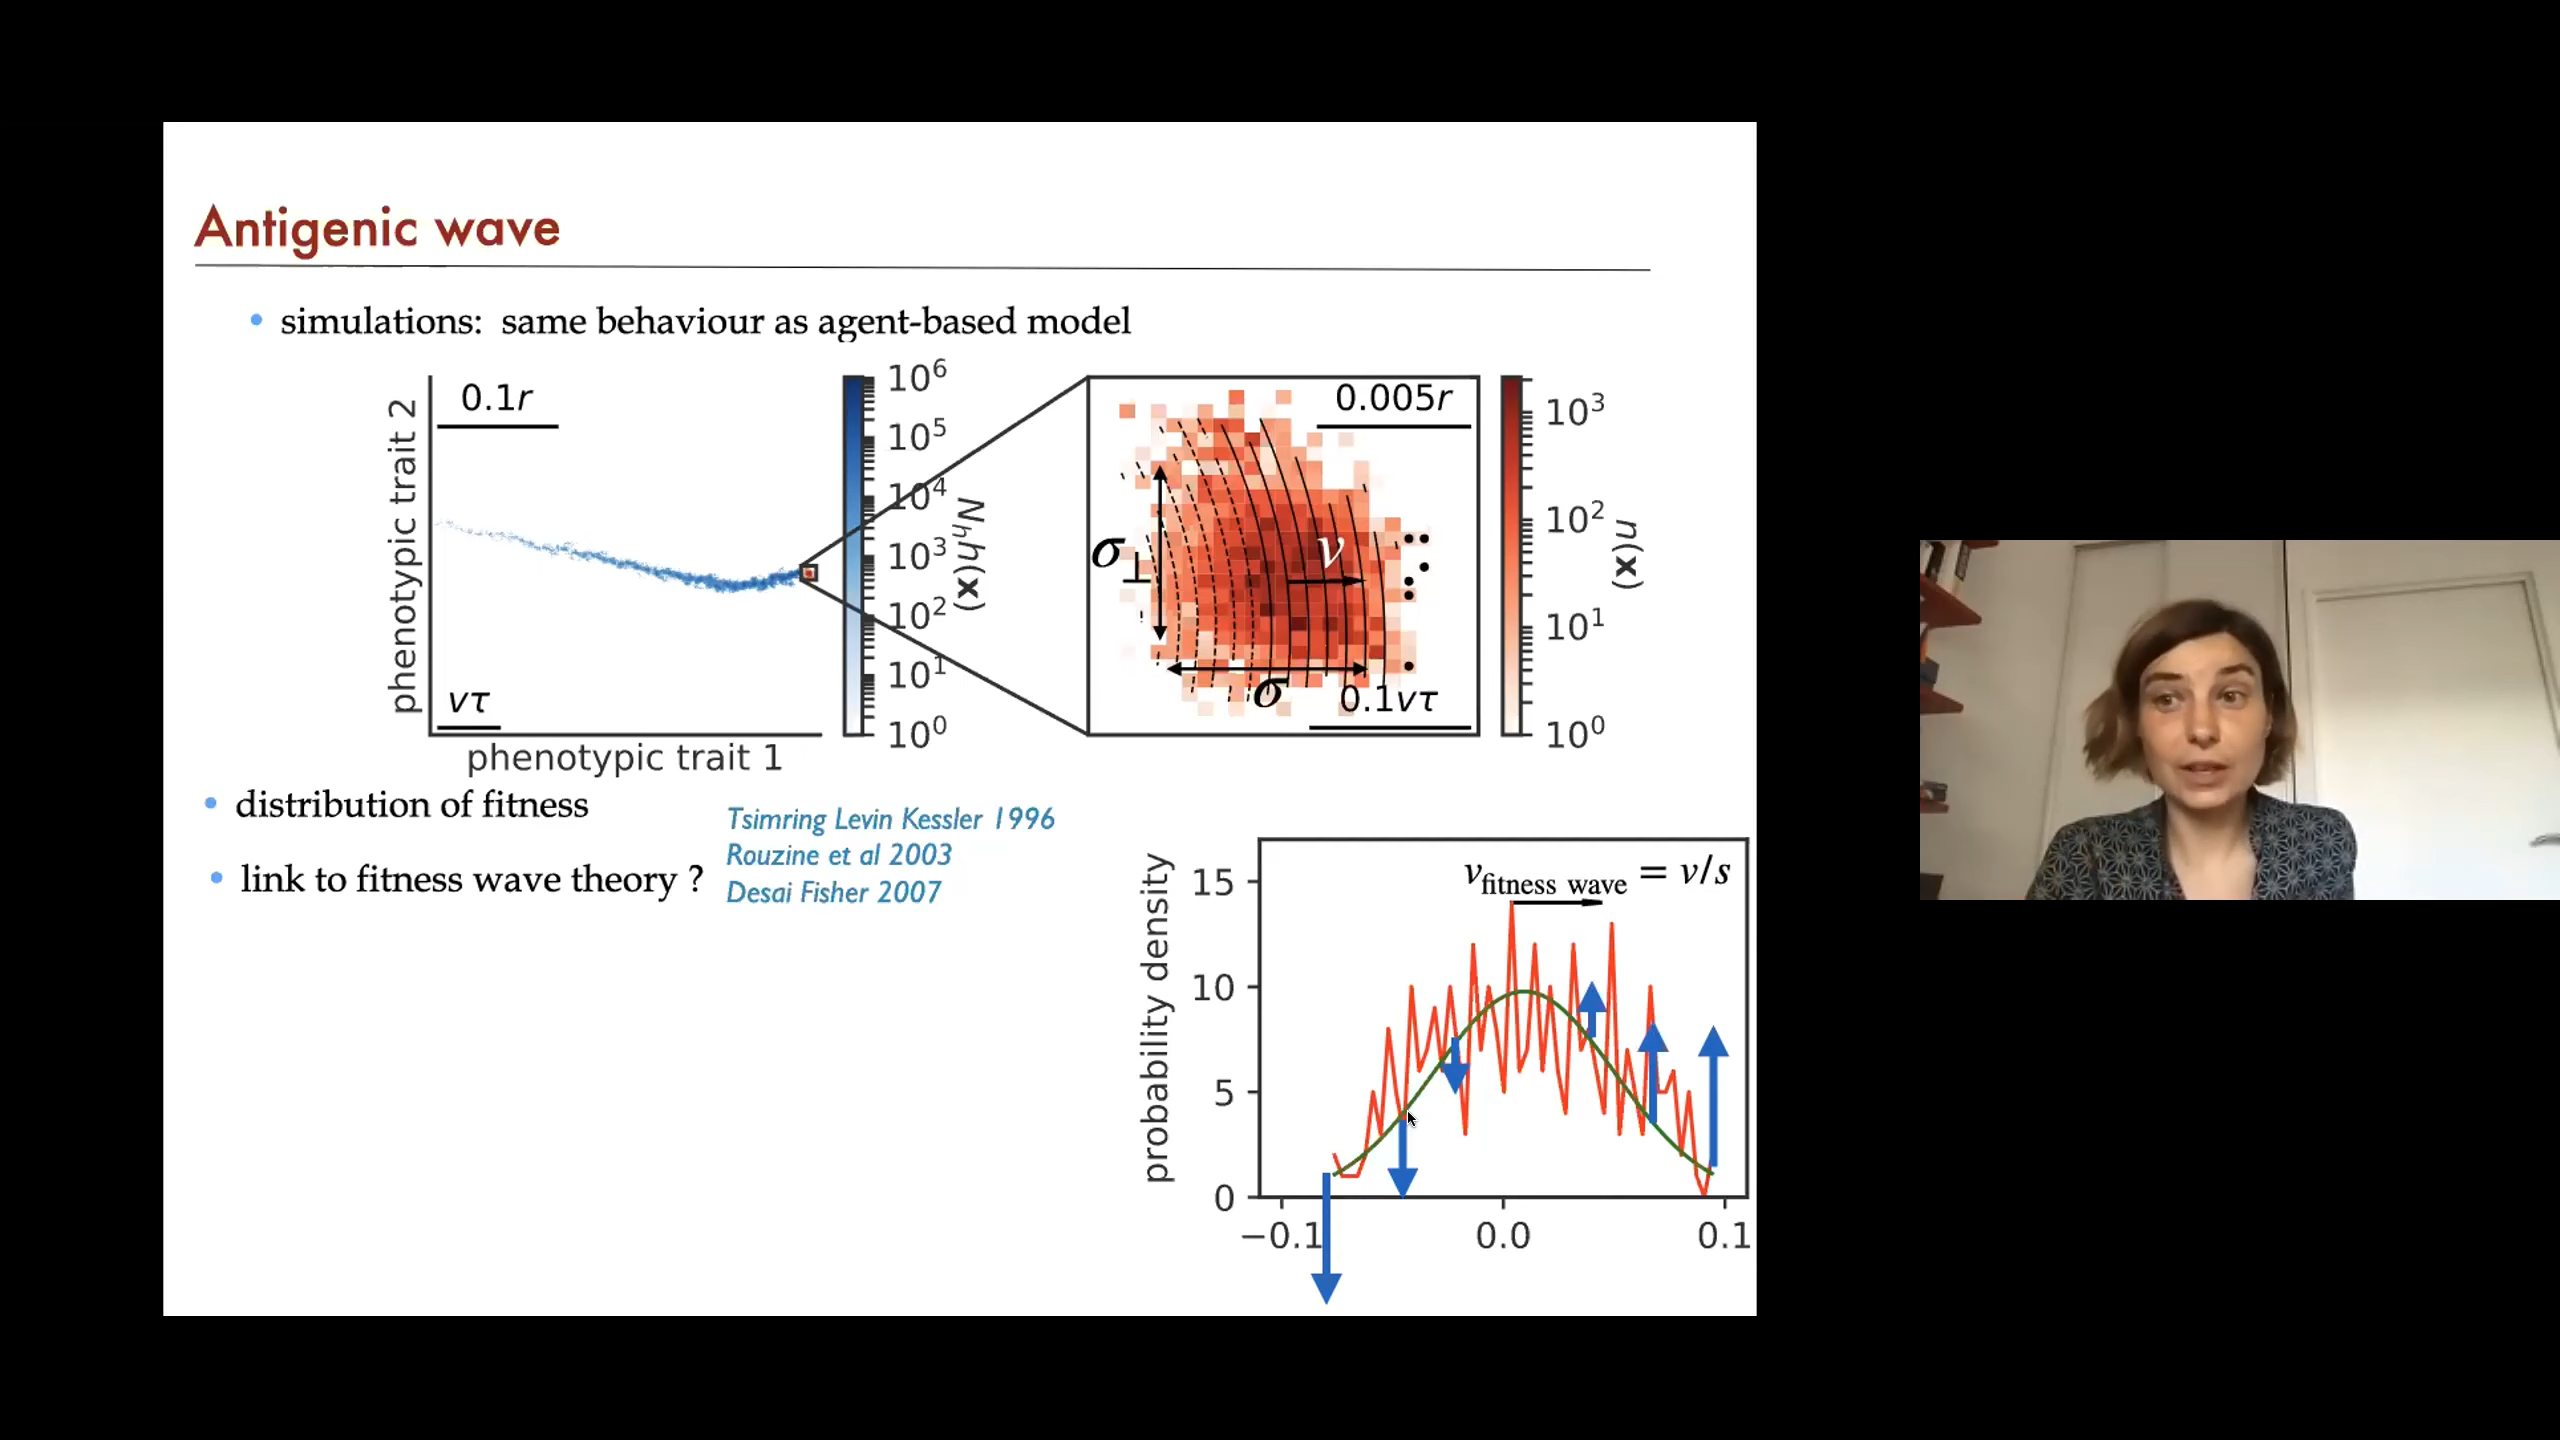 Antigenic wave
• simulations: same behaviour as agent-based model
phenotypic trait 2
0.1r
vτ
phenotypic trait 1
10⁶
10⁵
10⁴
10³
10²
10¹
10⁰
Nₕh(x)
0.005r
σ⊥
v
σ
0.1vτ
10³
10²
10¹
10⁰
n(x)
• distribution of fitness
• link to fitness wave theory ?
Tsimring Levin Kessler 1996
Rouzine et al 2003
Desai Fisher 2007
probability density
15
10
5
0
v fitness wave = v/s
−0.1
0.0
0.1